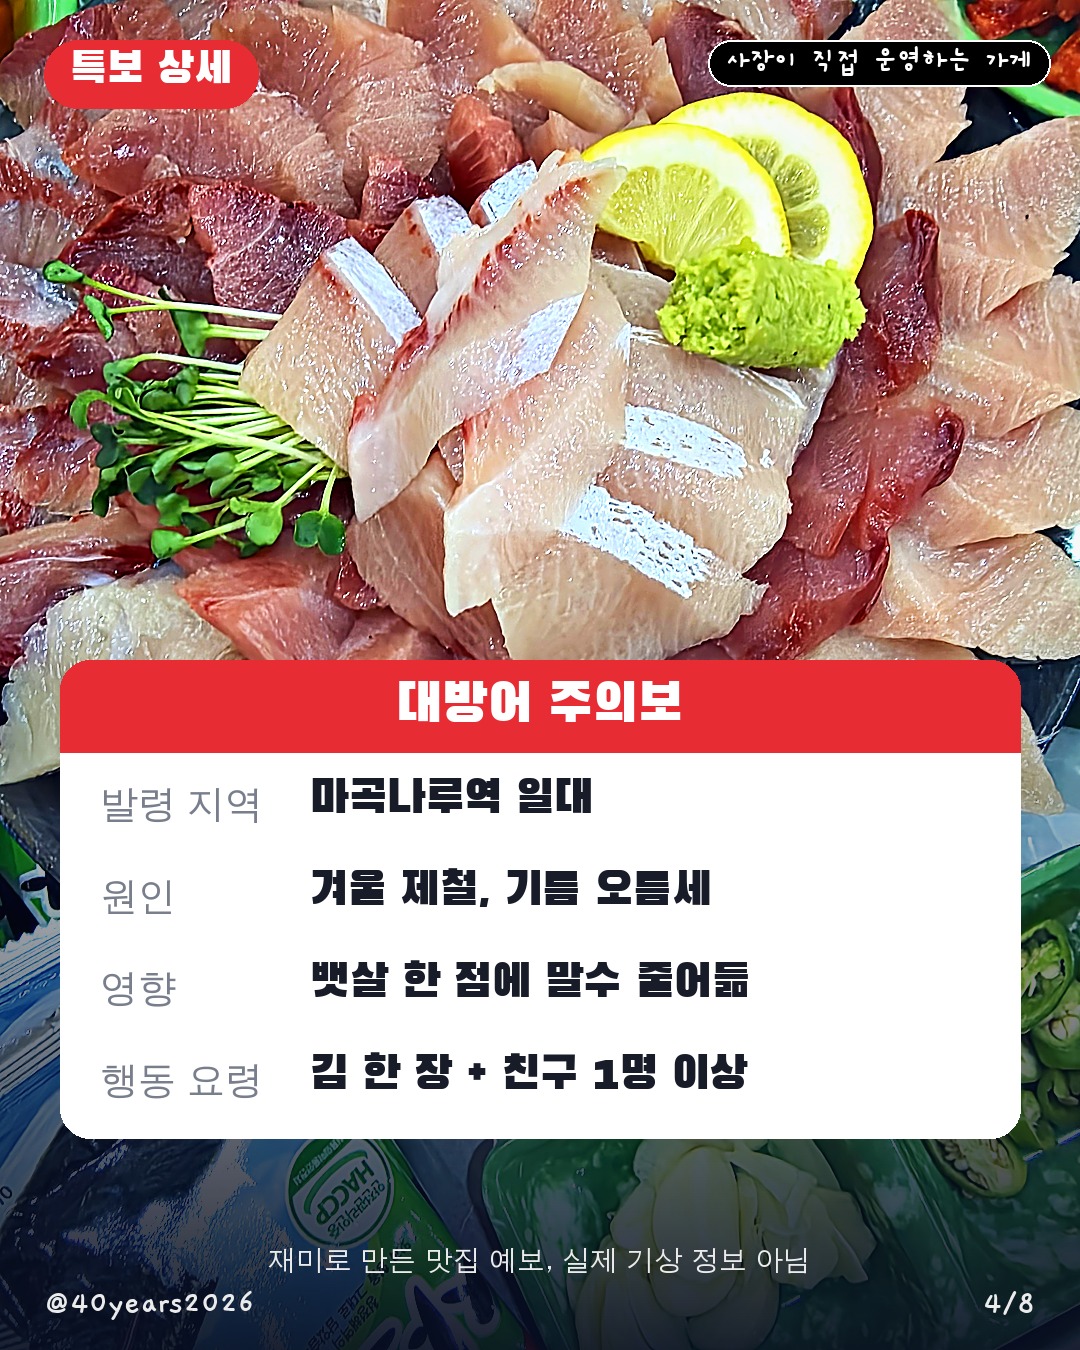 특보 상세
사장이 직접 운영하는 가게
대방어 주의보
발령 지역 마곡나루역 일대
원인 겨울 제철, 기름 오름세
영향 뱃살 한 점에 말수 줄어듦
행동 요령 김 한 장 + 친구 1명 이상
HACCP
재미로 만든 맛집 예보, 실제 기상 정보 아님
@40years2026
4/8